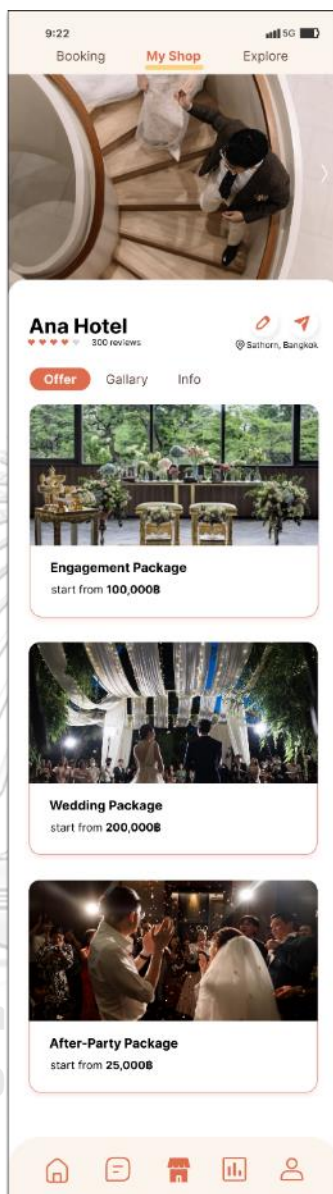 9:22 5G
Booking My Shop Explore
Ana Hotel
300 reviews Sathorn, Bangkok
Offer Gallary Info
Engagement Package
start from 100,000฿
Wedding Package
start from 200,000฿
After-Party Package
start from 25,000฿